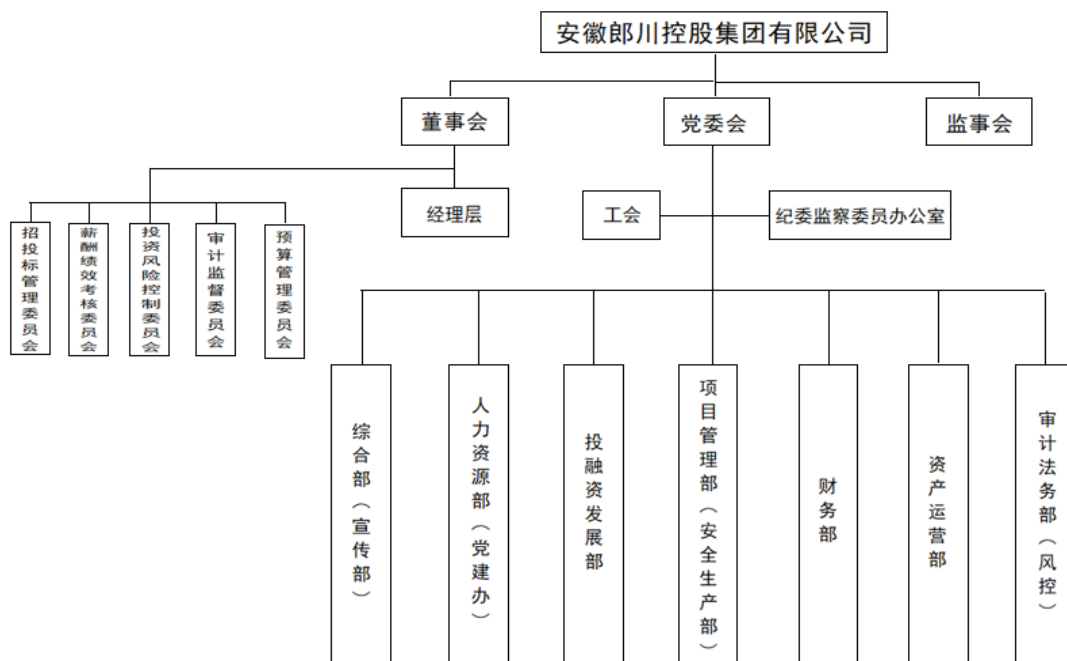 安徽郎川控股集团有限公司
董事会
党委会
监事会
经理层
工会
纪委监察委员办公室
招投标管理委员会
薪酬绩效考核委员会
投资风险控制委员会
审计监督委员会
预算管理委员会
综合部（宣传部）
人力资源部（党建办）
投融资发展部
项目管理部（安全生产部）
财务部
资产运营部
审计法务部（风控）